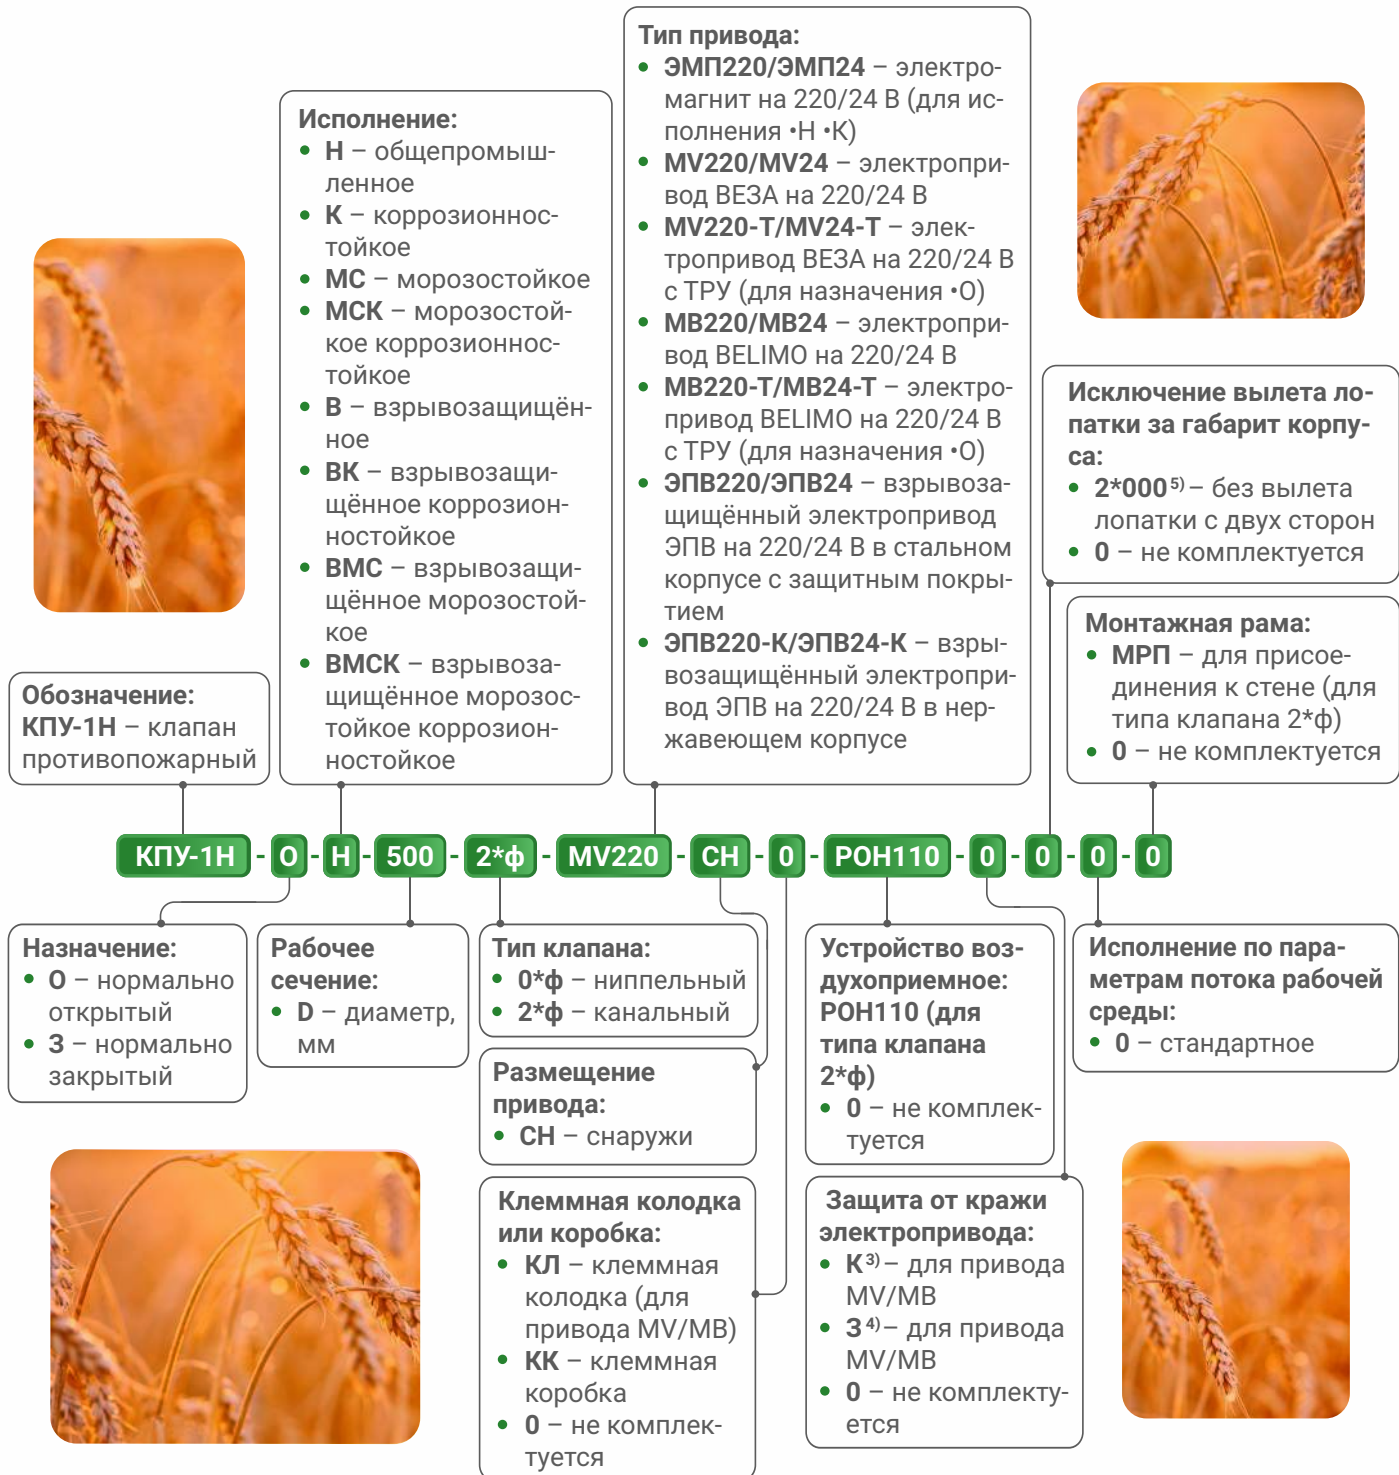 Тип привода:
• ЭМП220/ЭМП24 – электро-
магнит на 220/24 В (для ис-
полнения •Н •К)
• MV220/MV24 – электропри-
вод ВЕЗА на 220/24 В
• MV220-Т/MV24-Т – элек-
тропривод ВЕЗА на 220/24 В
с ТРУ (для назначения •О)
• МВ220/МВ24 – электропри-
вод BELIMO на 220/24 В
• МВ220-Т/МВ24-Т – электро-
привод BELIMO на 220/24 В
с ТРУ (для назначения •О)
• ЭПВ220/ЭПВ24 – взрывоза-
щищённый электропривод
ЭПВ на 220/24 В в стальном
корпусе с защитным покры-
тием
• ЭПВ220-К/ЭПВ24-К – взры-
возащищённый электропри-
вод ЭПВ на 220/24 В в нер-
жавеющем корпусе
Исполнение:
• Н – общепромыш-
ленное
• К – коррозионнос-
тойкое
• МС – морозостойкое
• МСК – морозостой-
кое коррозионнос-
тойкое
• В – взрывозащищён-
ное
• ВК – взрывозащи-
щённое коррозион-
ностойкое
• ВМС – взрывозащи-
щённое морозостой-
кое
• ВМСК – взрывоза-
щищённое морозос-
тойкое коррозион-
ностойкое
Исключение вылета ло-
патки за габарит корпу-
са:
• 2*000⁵⁾ – без вылета
лопатки с двух сторон
• 0 – не комплектуется
Монтажная рама:
• МРП – для присое-
динения к стене (для
типа клапана 2*ф)
• 0 – не комплектуется
Обозначение:
КПУ-1Н – клапан
противопожарный
КПУ-1Н - О - Н - 500 - 2*ф - MV220 - СН - 0 - РОН110 - 0 - 0 - 0 - 0
Назначение:
• О – нормально
открытый
• З – нормально
закрытый
Рабочее
сечение:
• D – диаметр,
мм
Тип клапана:
• 0*ф – ниппельный
• 2*ф – канальный
Размещение
привода:
• СН – снаружи
Клеммная колодка
или коробка:
• КЛ – клеммная
колодка (для
привода MV/MB)
• КК – клеммная
коробка
• 0 – не комплек-
туется
Устройство воз-
духоприемное:
РОН110 (для
типа клапана
2*ф)
• 0 – не комплек-
туется
Защита от кражи
электропривода:
• К³⁾ – для привода
MV/MB
• З⁴⁾ – для привода
MV/MB
• 0 – не комплекту-
ется
Исполнение по пара-
метрам потока рабочей
среды:
• 0 – стандартное